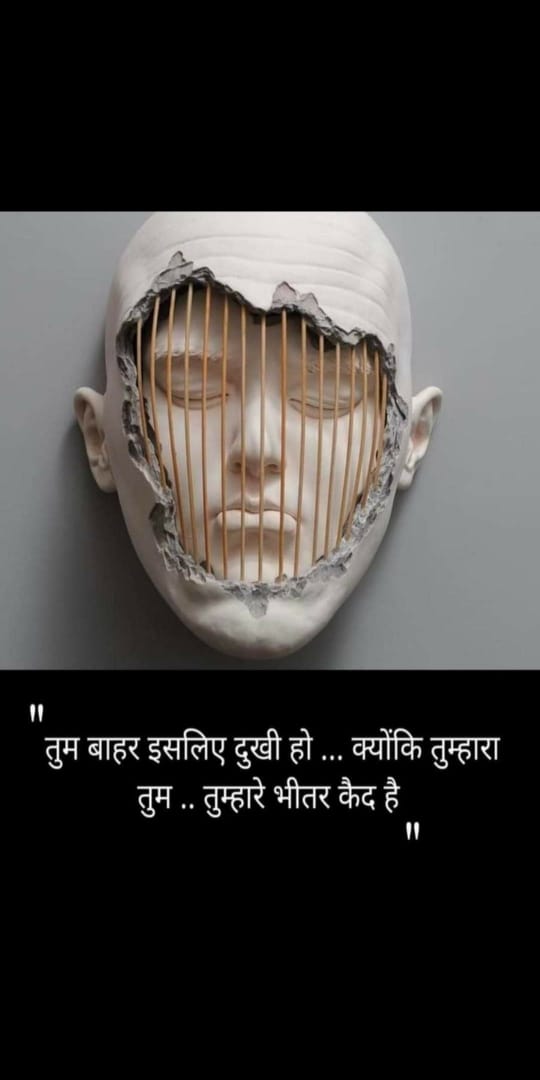 "
तुम बाहर इसलिए दुखी हो ... क्योंकि तुम्हारा
तुम .. तुम्हारे भीतर कैद है
"